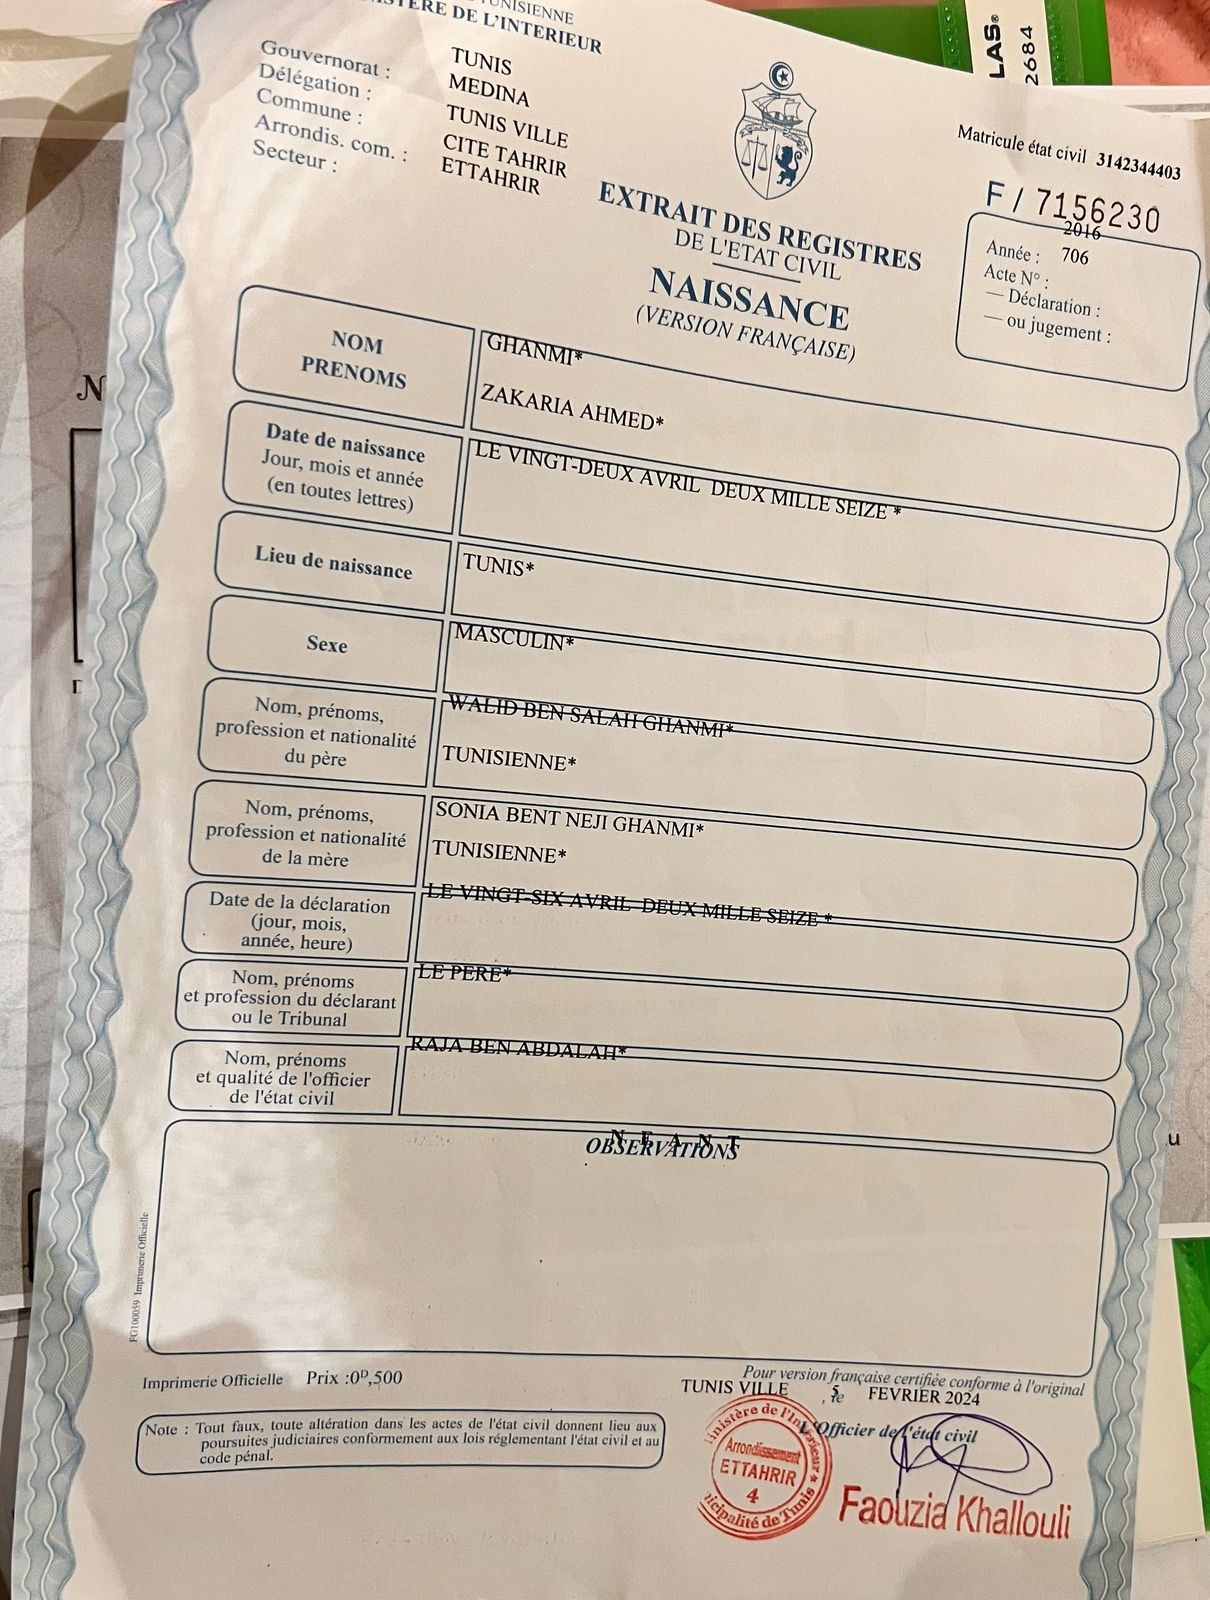 TUNISIENNE
DE L'INTERIEUR
Gouvernorat : TUNIS
Délégation : MEDINA
Commune : TUNIS VILLE
Arrondis. com. : CITE TAHRIR
Secteur : ETTAHRIR
LAS®
2684
Matricule état civil 3142344403
F / 7156230
2016
Année : 706
Acte N° :
— Déclaration :
— ou jugement :
EXTRAIT DES REGISTRES
DE L'ETAT CIVIL
NAISSANCE
(VERSION FRANÇAISE)
NOM
PRENOMS
GHANMI*
ZAKARIA AHMED*
Date de naissance
Jour, mois et année
(en toutes lettres)
LE VINGT-DEUX AVRIL DEUX MILLE SEIZE *
Lieu de naissance
TUNIS*
Sexe
MASCULIN*
Nom, prénoms,
profession et nationalité
du père
WALID BEN SALAH GHANMI*
TUNISIENNE*
Nom, prénoms,
profession et nationalité
de la mère
SONIA BENT NEJI GHANMI*
TUNISIENNE*
Date de la déclaration
(jour, mois,
année, heure)
LE VINGT-SIX AVRIL DEUX MILLE SEIZE *
Nom, prénoms
et profession du déclarant
ou le Tribunal
LE PERE*
Nom, prénoms
et qualité de l'officier
de l'état civil
RAJA BEN ABDALAH*
N E A N T
OBSERVATIONS
FG100059 Imprimerie Officielle
Imprimerie Officielle Prix :0ᴰ,500
Pour version française certifiée conforme à l'original
TUNIS VILLE , le 5 FEVRIER 2024
L'Officier de l'état civil
Note : Tout faux, toute altération dans les actes de l'état civil donnent lieu aux
poursuites judiciaires conformement aux lois réglementant l'état civil et au
code pénal.
Ministère de l'Intérieur
Arrondissement
ETTAHRIR
4
Municipalité de Tunis
Faouzia Khallouli